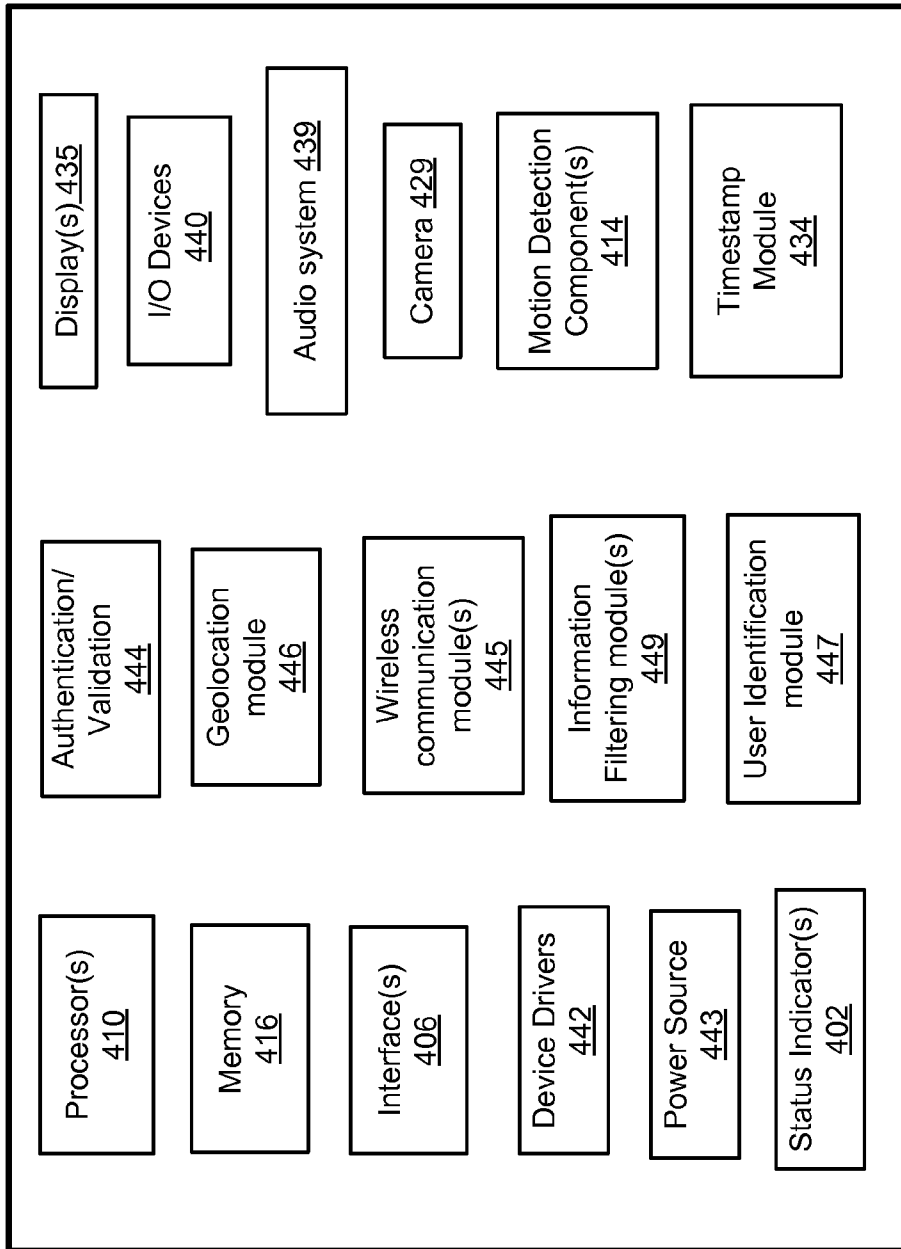 Processor(s)
410
Memory
416
Interface(s)
406
Device Drivers
442
Power Source
443
Status Indicator(s)
402
Authentication/
Validation
444
Geolocation
module
446
Wireless
communication
module(s)
445
Information
Filtering module(s)
449
User Identification
module
447
Display(s) 435
I/O Devices
440
Audio system 439
Camera 429
Motion Detection
Component(s)
414
Timestamp
Module
434